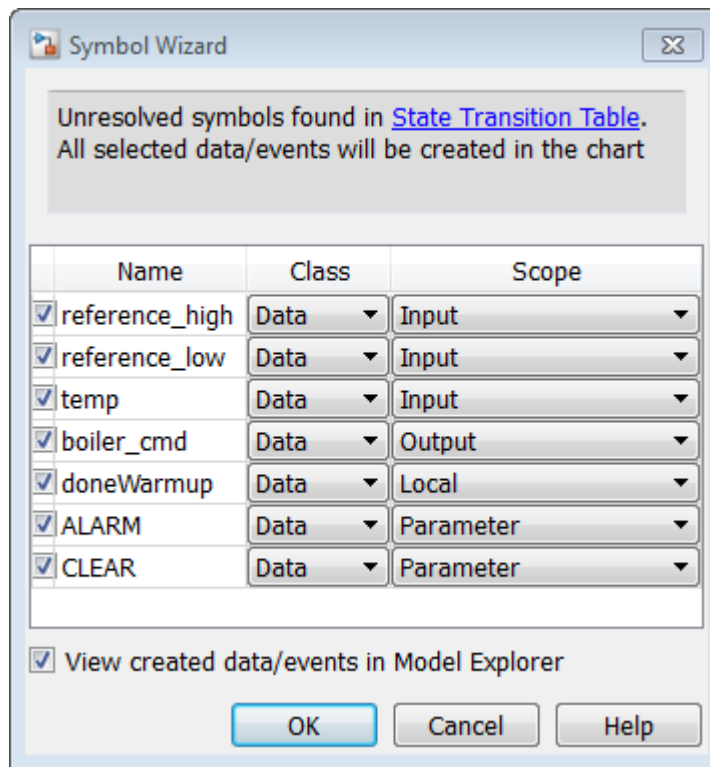 Symbol Wizard
Unresolved symbols found in State Transition Table.
All selected data/events will be created in the chart
Name Class Scope
reference_high Data Input
reference_low Data Input
temp Data Input
boiler_cmd Data Output
doneWarmup Data Local
ALARM Data Parameter
CLEAR Data Parameter
View created data/events in Model Explorer
OK Cancel Help